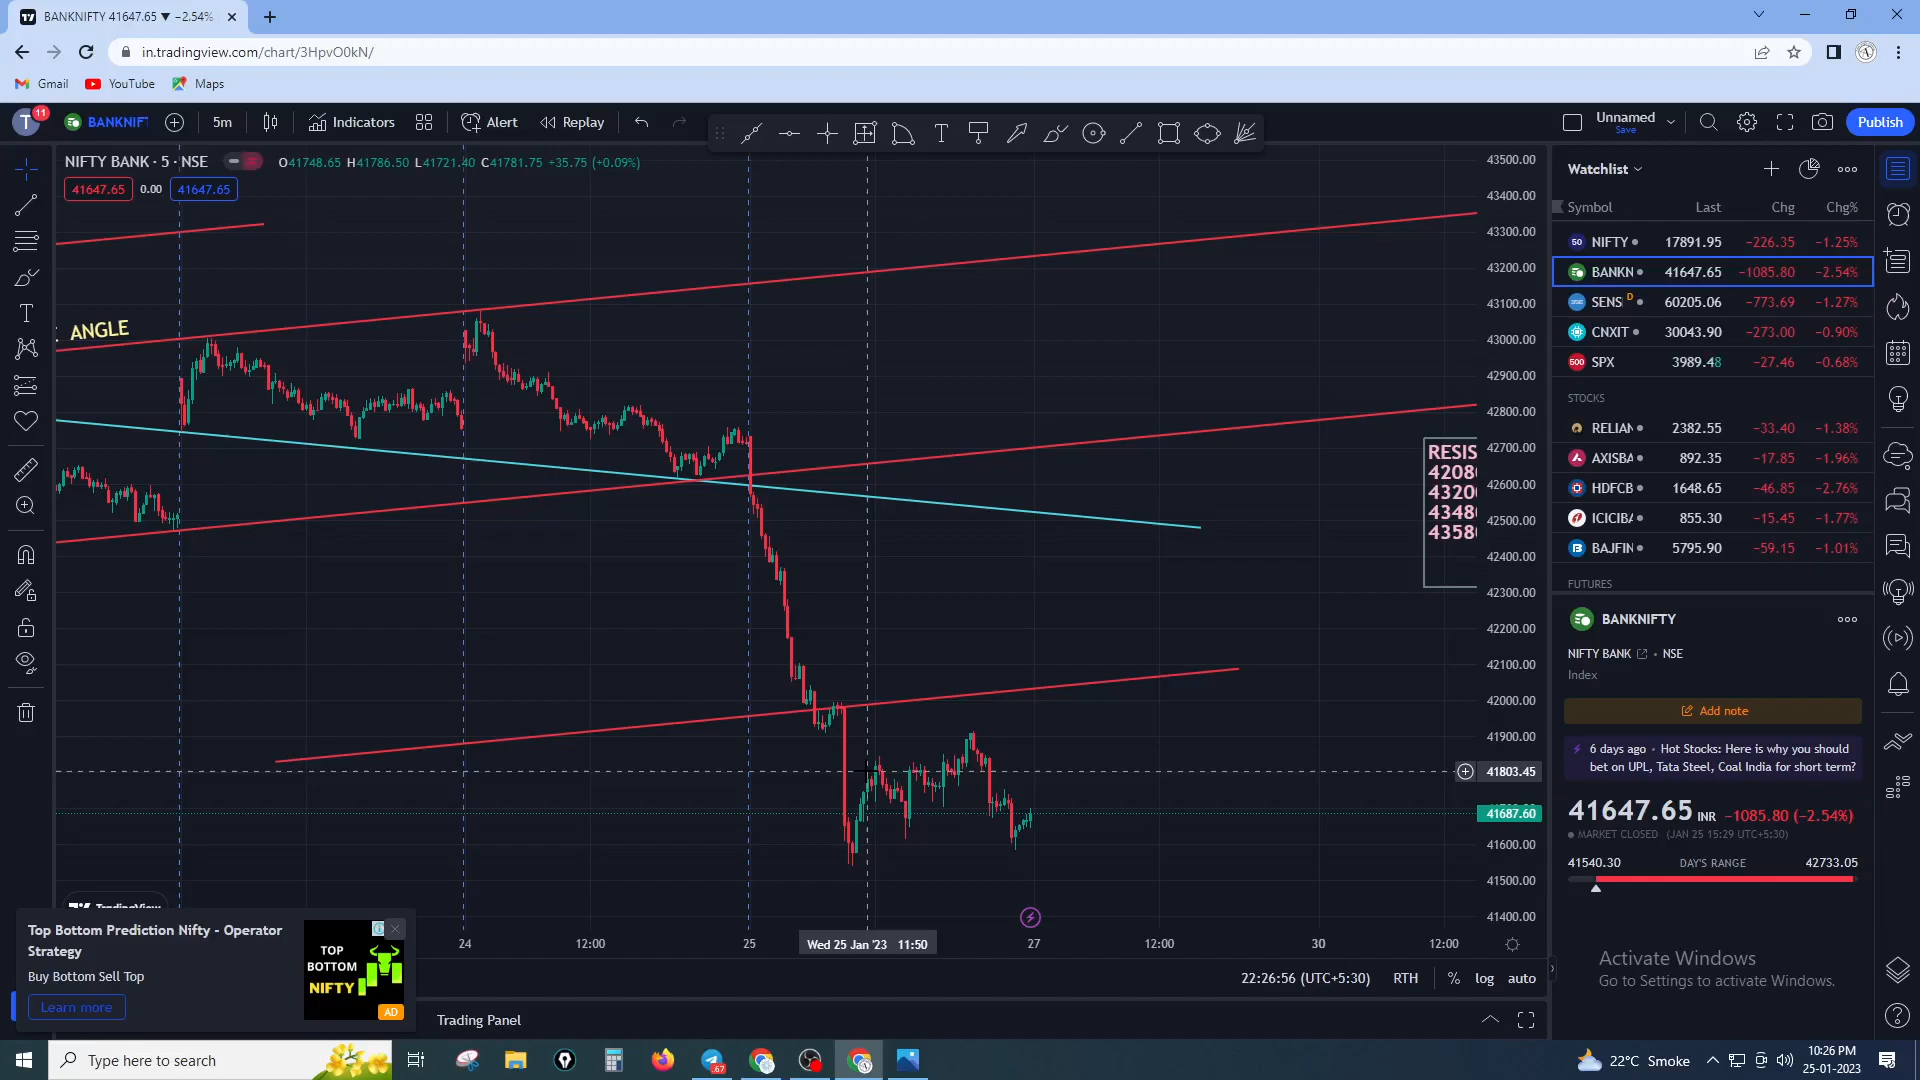 BANKNIFTY 41647.65 ▼ −2.54%
in.tradingview.com/chart/3HpvO0kN/
Gmail YouTube Maps
T 11 BANKNIFT 5m Indicators Alert Replay Unnamed Save Publish
NIFTY BANK · 5 · NSE O41748.65 H41786.50 L41721.40 C41781.75 +35.75 (+0.09%)
41647.65 0.00 41647.65
ANGLE
RESIS
4208
4320
4348
4358
43500.00
43400.00
43300.00
43200.00
43100.00
43000.00
42900.00
42800.00
42700.00
42600.00
42500.00
42400.00
42300.00
42200.00
42100.00
42000.00
41900.00
41803.45
41687.60
41600.00
41500.00
41400.00
24 12:00 25 Wed 25 Jan '23 11:50 27 12:00 30 12:00
22:26:56 (UTC+5:30) RTH % log auto
Trading Panel
Top Bottom Prediction Nifty - Operator
Strategy
Buy Bottom Sell Top
Learn more
TOP
BOTTOM
NIFTY
AD
Watchlist
Symbol Last Chg Chg%
50 NIFTY 17891.95 −226.35 −1.25%
BANKN 41647.65 −1085.80 −2.54%
SENS D 60205.06 −773.69 −1.27%
CNXIT 30043.90 −273.00 −0.90%
500 SPX 3989.48 −27.46 −0.68%
STOCKS
RELIAN 2382.55 −33.40 −1.38%
AXISBA 892.35 −17.85 −1.96%
HDFCB 1648.65 −46.85 −2.76%
ICICIBA 855.30 −15.45 −1.77%
BAJFIN 5795.90 −59.15 −1.01%
FUTURES
BANKNIFTY
NIFTY BANK • NSE
Index
Add note
6 days ago • Hot Stocks: Here is why you should
bet on UPL, Tata Steel, Coal India for short term?
41647.65 INR −1085.80 (−2.54%)
MARKET CLOSED (JAN 25 15:29 UTC+5:30)
41540.30 DAY'S RANGE 42733.05
Activate Windows
Go to Settings to activate Windows.
Type here to search
.67
22°C Smoke
10:26 PM
25-01-2023